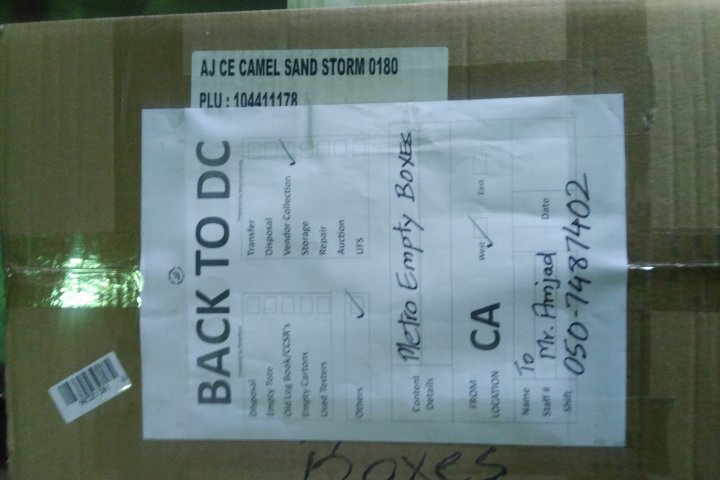 AJ CE CAMEL SAND STORM 0180
PLU : 104411178
BACK TO DC
Disposal
Empty Tote
Old Log Book/CCSR's
Empty Cartons
Used Testers
Others
Transfer
Disposal
Vendor Collection
Storage
Repair
Auction
UFS
Content Details
Metro Empty Boxes
FROM LOCATION
CA
West
East
Name
To
Staff #
Mr. Amjad
Date
Shift
050-7487402
Boxes